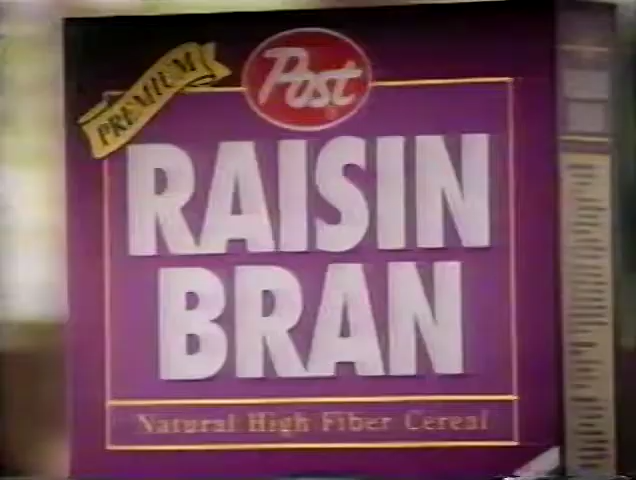 PREMIUM
Post
RAISIN
BRAN
Natural High Fiber Cereal